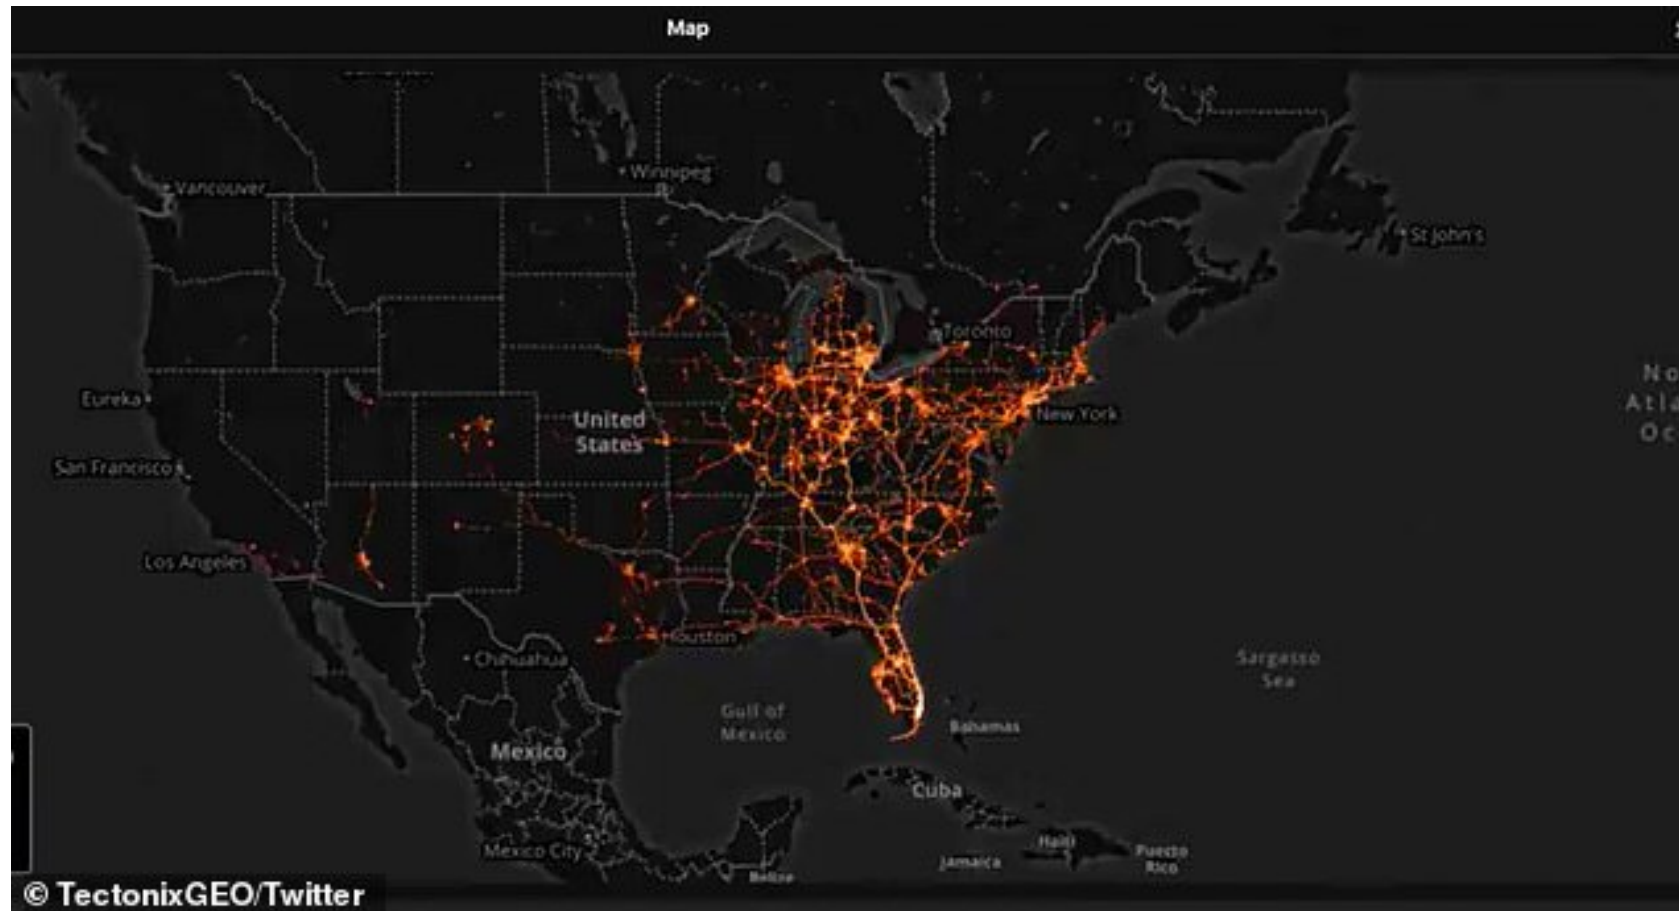 Map
Winnipeg
Vancouver
St John's
Toronto
Eureka
United
States
New York
San Francisco
Los Angeles
Houston
Chihuahua
Sargasso
Sea
Gulf of
Mexico
Bahamas
Mexico
Cuba
Mexico City
Haiti
Jamaica
Puerto
Rico
Belize
© TectonixGEO/Twitter